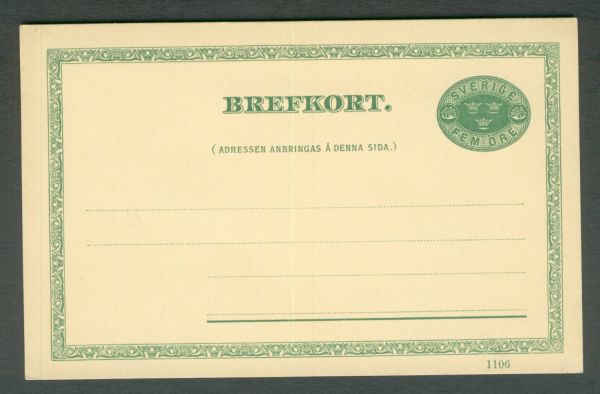 BREFKORT.
SVERIGE
FEM ÖRE
(ADRESSEN ANBRINGAS Å DENNA SIDA.)
1106